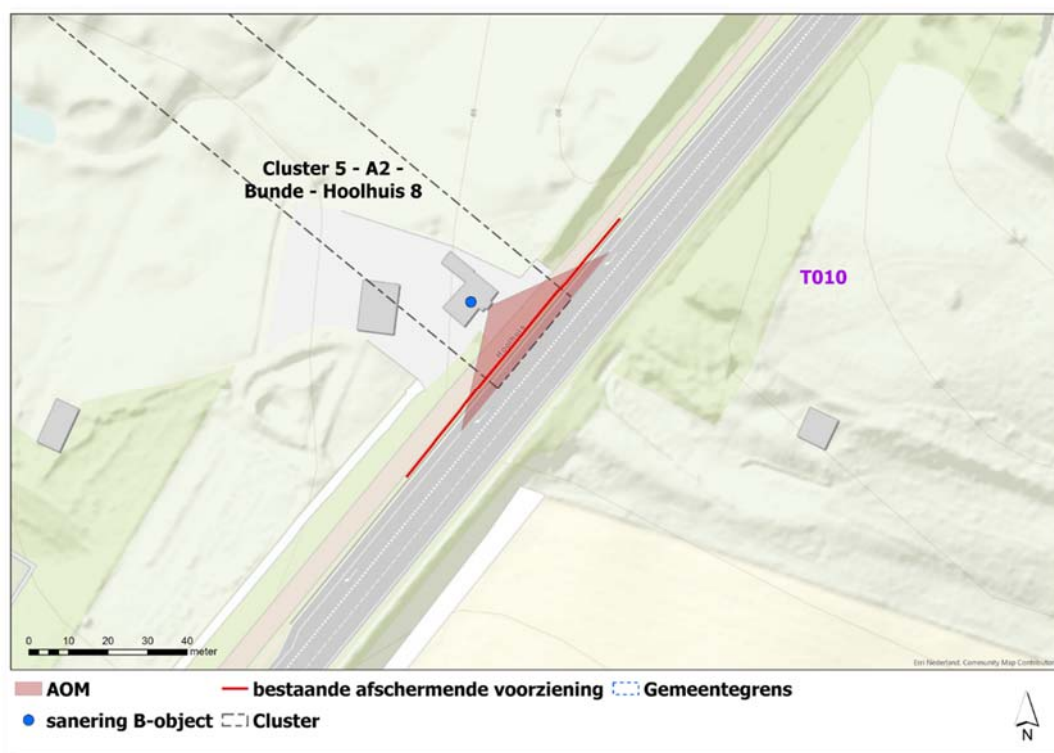 Cluster 5 - A2 -
Bunde - Hoolhuis 8
T010
Hoolhuis
0 10 20 30 40
meter
Esri Nederland, Community Map Contributors
AOM
bestaande afschermende voorziening
Gemeentegrens
sanering B-object
Cluster
N